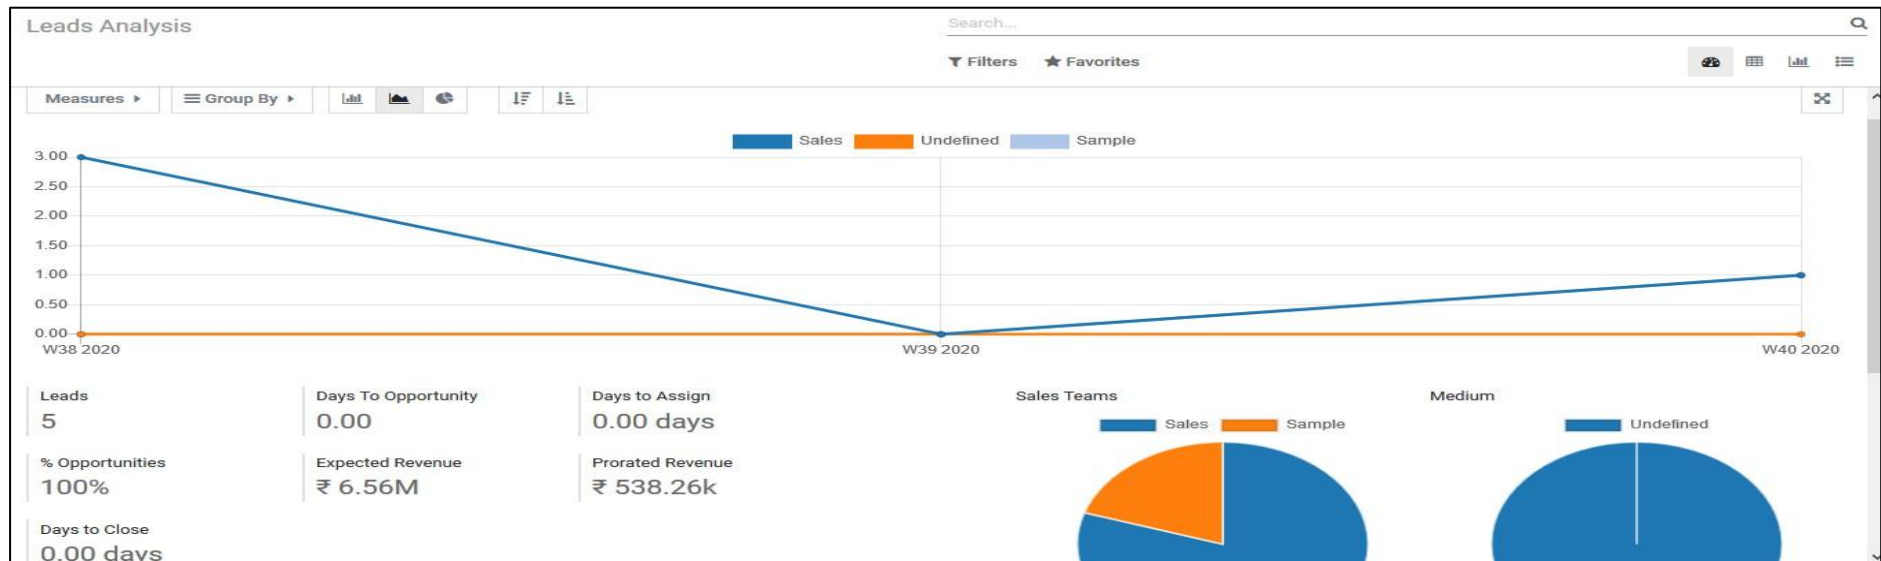 Leads Analysis
Search...
Filters Favorites
Measures Group By
Sales Undefined Sample
3.00
2.50
2.00
1.50
1.00
0.50
0.00
W38 2020 W39 2020 W40 2020
Leads Days To Opportunity Days to Assign
5 0.00 0.00 days
% Opportunities Expected Revenue Prorated Revenue
100% ₹ 6.56M ₹ 538.26k
Days to Close
0.00 days
Sales Teams
Sales Sample
Medium
Undefined